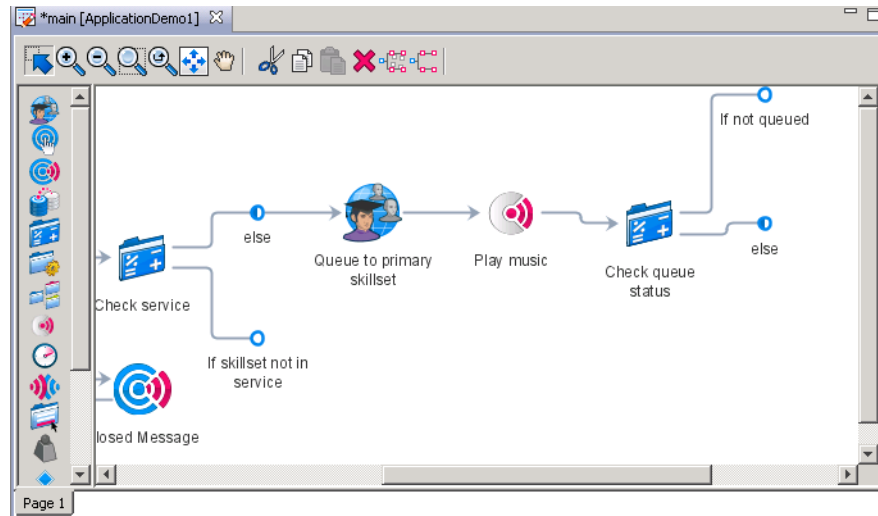 *main [ApplicationDemo1]
If not queued
else
else
Queue to primary
skillset
Play music
Check queue
status
Check service
If skillset not in
service
losed Message
Page 1